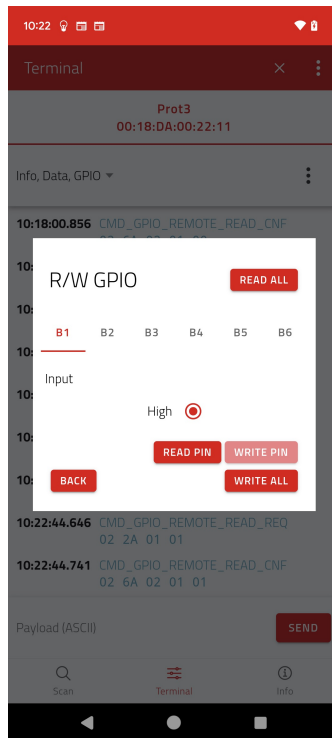 10:22
Terminal
Prot3
00:18:DA:00:22:11
Info, Data, GPIO
10:18:00.856 CMD_GPIO_REMOTE_READ_CNF
R/W GPIO
READ ALL
B1 B2 B3 B4 B5 B6
Input
High
READ PIN WRITE PIN
BACK WRITE ALL
10:22:44.646 CMD_GPIO_REMOTE_READ_REQ
02 2A 01 01
10:22:44.741 CMD_GPIO_REMOTE_READ_CNF
02 6A 02 01 01
Payload (ASCII) SEND
Scan Terminal Info